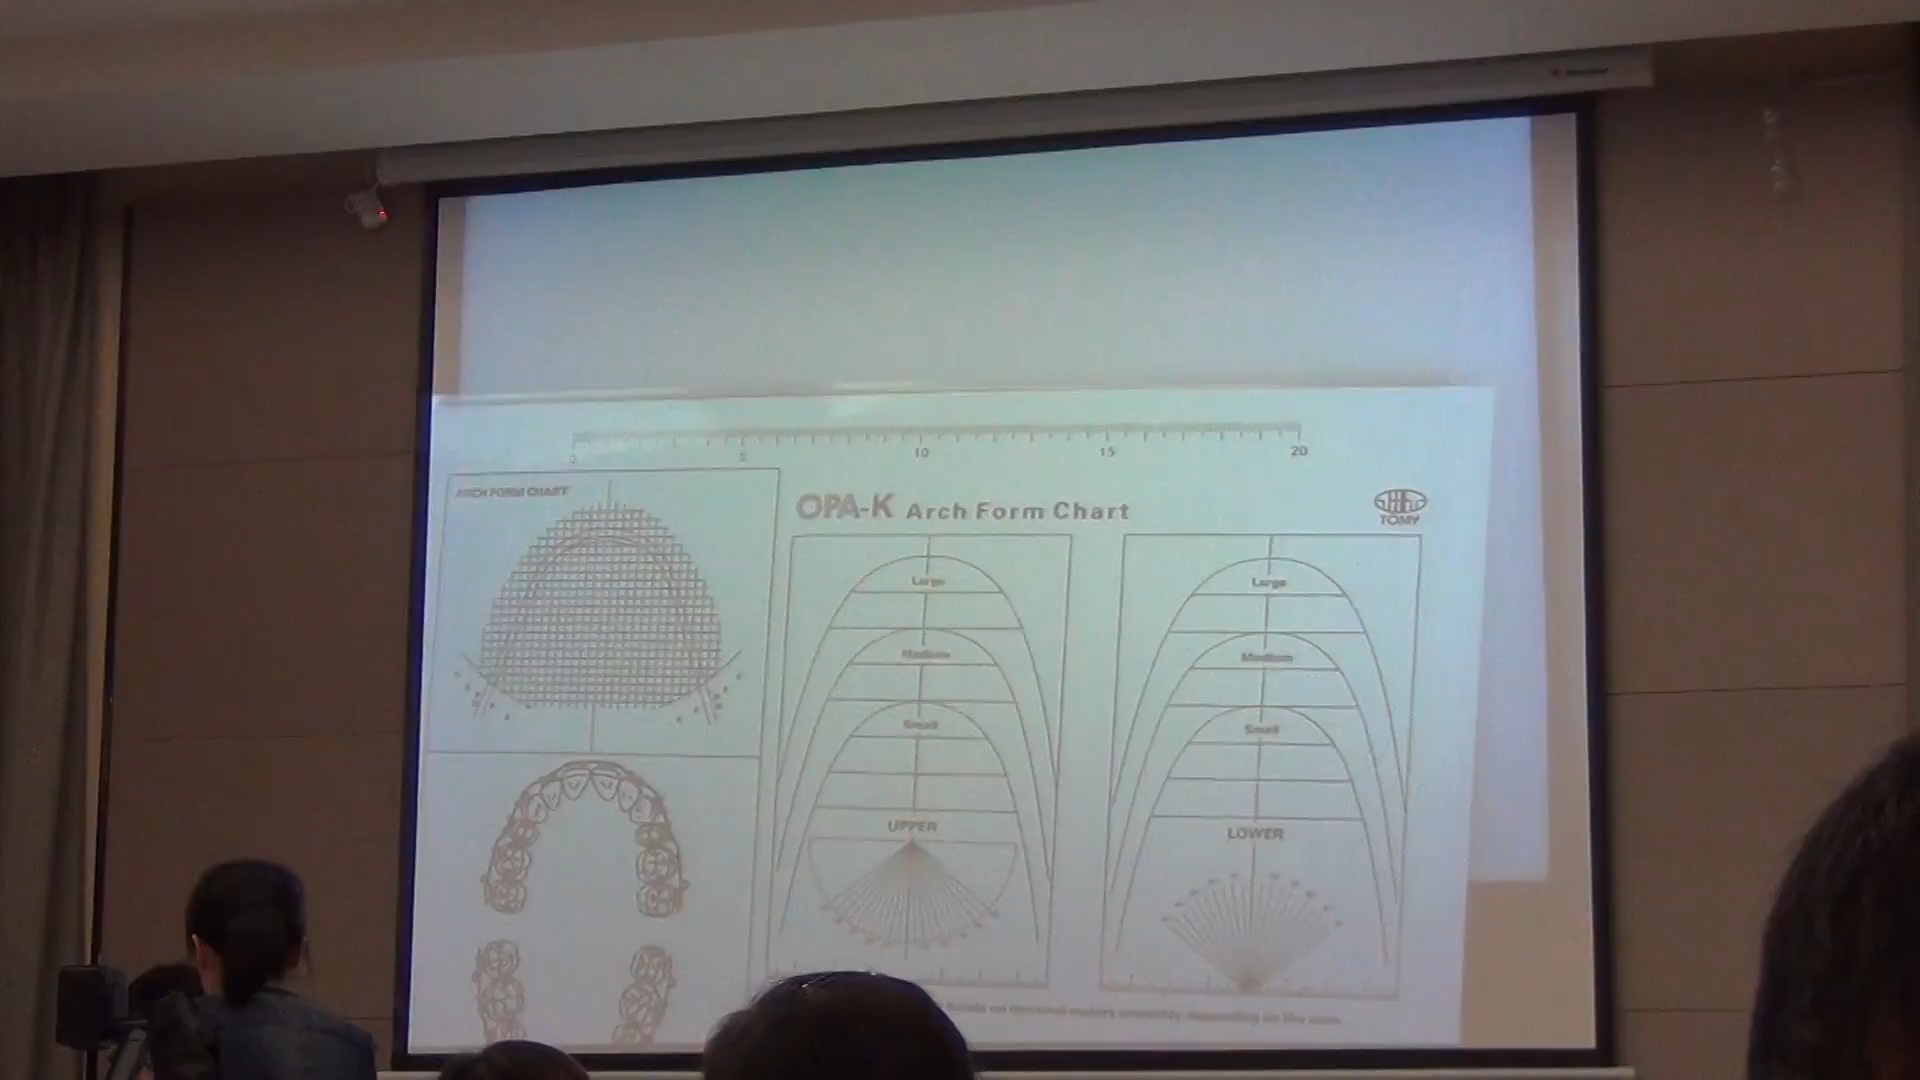 5
10
15
20
ARCH FORM CHART
OPA-K Arch Form Chart
TOMY
Large
Medium
Small
UPPER
Large
Medium
Small
LOWER